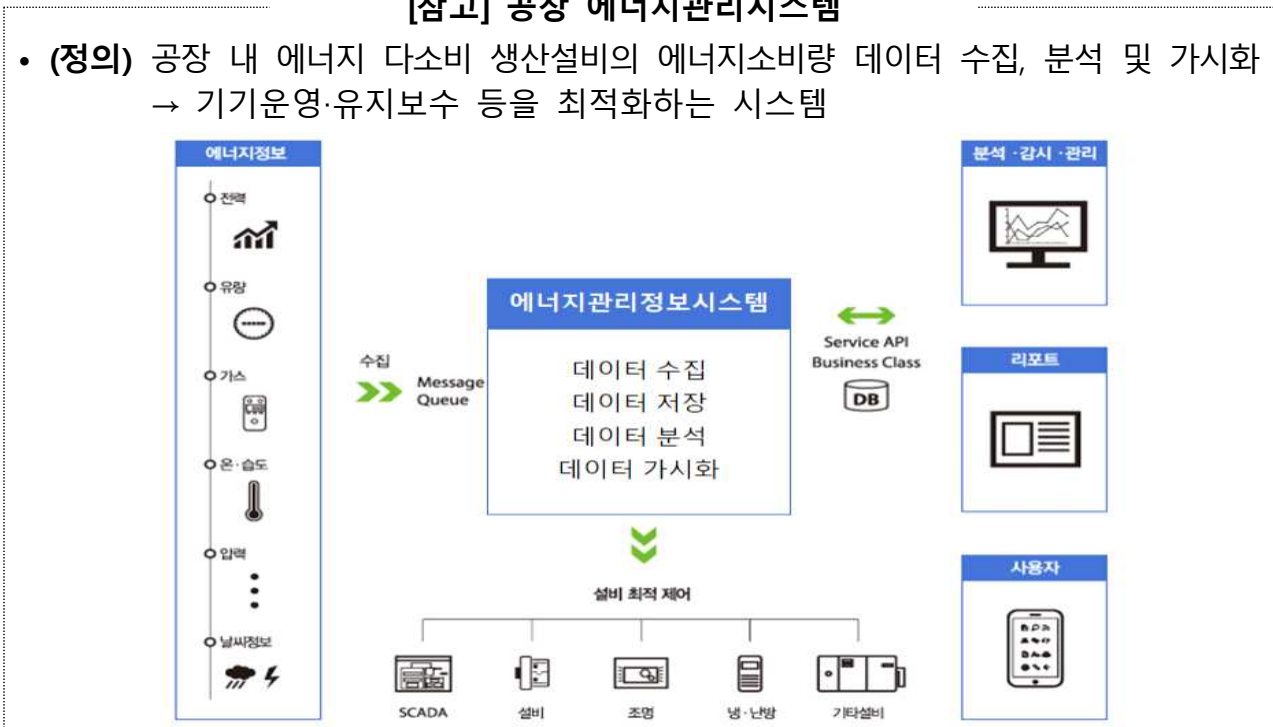 [참고] 공장 에너지관리시스템
• (정의) 공장 내 에너지 다소비 생산설비의 에너지소비량 데이터 수집, 분석 및 가시화
→ 기기운영·유지보수 등을 최적화하는 시스템
에너지정보
전력
유량
가스
온·습도
압력
날씨정보
수집
Message
Queue
에너지관리정보시스템
데이터 수집
데이터 저장
데이터 분석
데이터 가시화
Service API
Business Class
DB
설비 최적 제어
SCADA
설비
조명
냉·난방
기타설비
분석·감시·관리
리포트
사용자